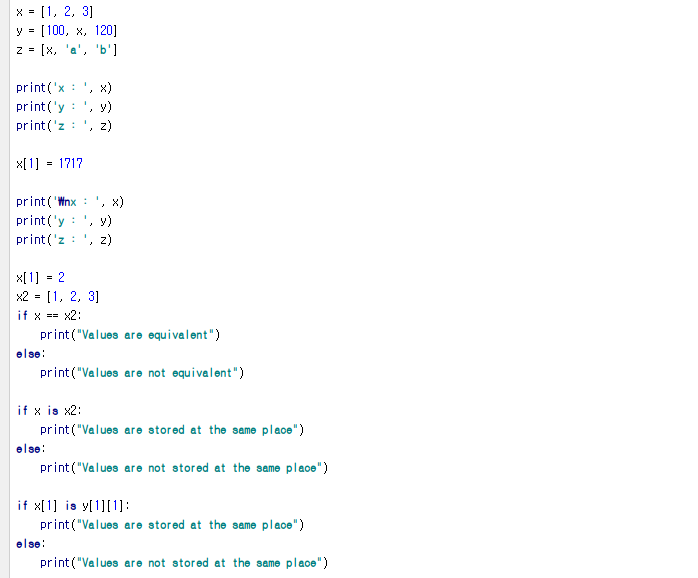 x = [1, 2, 3]
y = [100, x, 120]
z = [x, 'a', 'b']
print('x : ', x)
print('y : ', y)
print('z : ', z)
x[1] = 1717
print('₩nx : ', x)
print('y : ', y)
print('z : ', z)
x[1] = 2
x2 = [1, 2, 3]
if x == x2:
    print("Values are equivalent")
else:
    print("Values are not equivalent")
if x is x2:
    print("Values are stored at the same place")
else:
    print("Values are not stored at the same place")
if x[1] is y[1][1]:
    print("Values are stored at the same place")
else:
    print("Values are not stored at the same place")